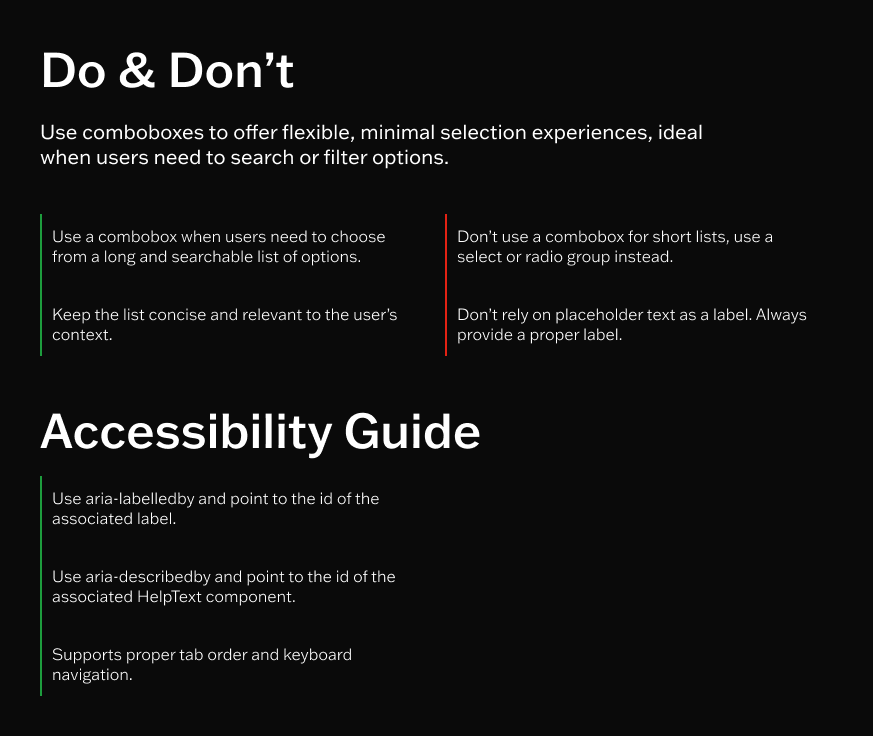 Do & Don’t
Use comboboxes to offer flexible, minimal selection experiences, ideal
when users need to search or filter options.
Use a combobox when users need to choose
from a long and searchable list of options.
Keep the list concise and relevant to the user’s
context.
Don’t use a combobox for short lists, use a
select or radio group instead.
Don’t rely on placeholder text as a label. Always
provide a proper label.
Accessibility Guide
Use aria-labelledby and point to the id of the
associated label.
Use aria-describedby and point to the id of the
associated HelpText component.
Supports proper tab order and keyboard
navigation.